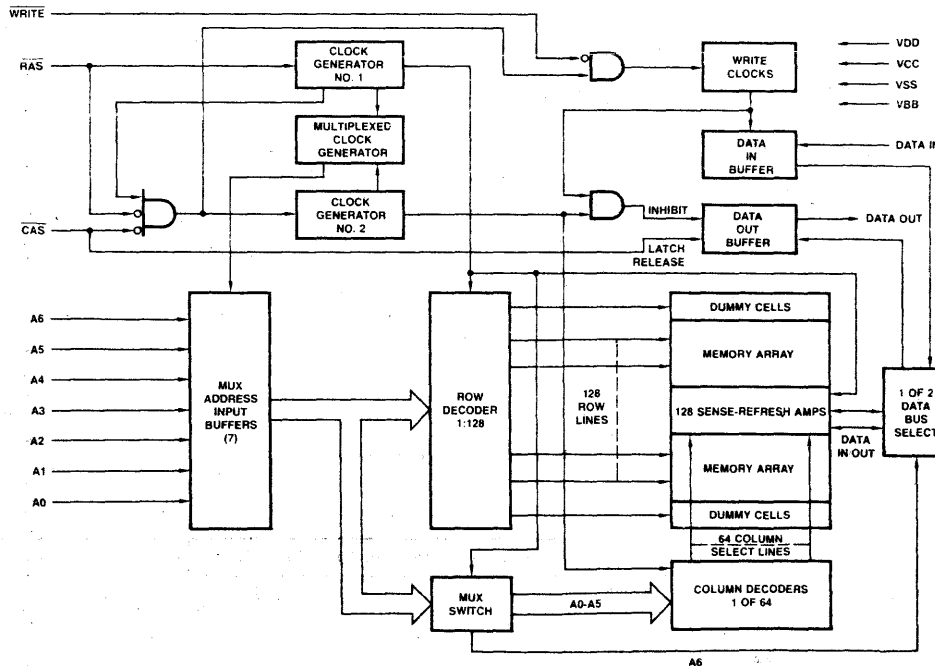 WRITE
RAS
CAS
CLOCK
GENERATOR
NO. 1
MULTIPLEXED
CLOCK
GENERATOR
CLOCK
GENERATOR
NO. 2
WRITE
CLOCKS
VDD
VCC
VSS
VBB
DATA
IN
BUFFER
DATA IN
INHIBIT
DATA
OUT
BUFFER
DATA OUT
LATCH
RELEASE
A6
A5
A4
A3
A2
A1
A0
MUX
ADDRESS
INPUT
BUFFERS
(7)
ROW
DECODER
1:128
128
ROW
LINES
DUMMY CELLS
MEMORY ARRAY
128 SENSE-REFRESH AMPS
MEMORY ARRAY
DUMMY CELLS
DATA
IN OUT
1 OF 2
DATA
BUS
SELECT
64 COLUMN
SELECT LINES
MUX
SWITCH
A0-A5
COLUMN DECODERS
1 OF 64
A6